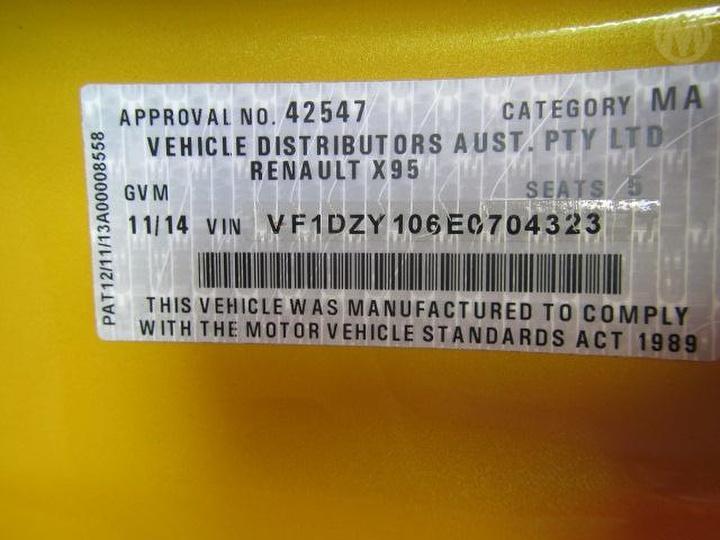 APPROVAL NO. 42547 CATEGORY MA
VEHICLE DISTRIBUTORS AUST. PTY LTD
RENAULT X95
GVM SEATS 5
11/14 VIN VF1DZY106E0704323
THIS VEHICLE WAS MANUFACTURED TO COMPLY
WITH THE MOTOR VEHICLE STANDARDS ACT 1989
PAT12/11/13A00008558
M